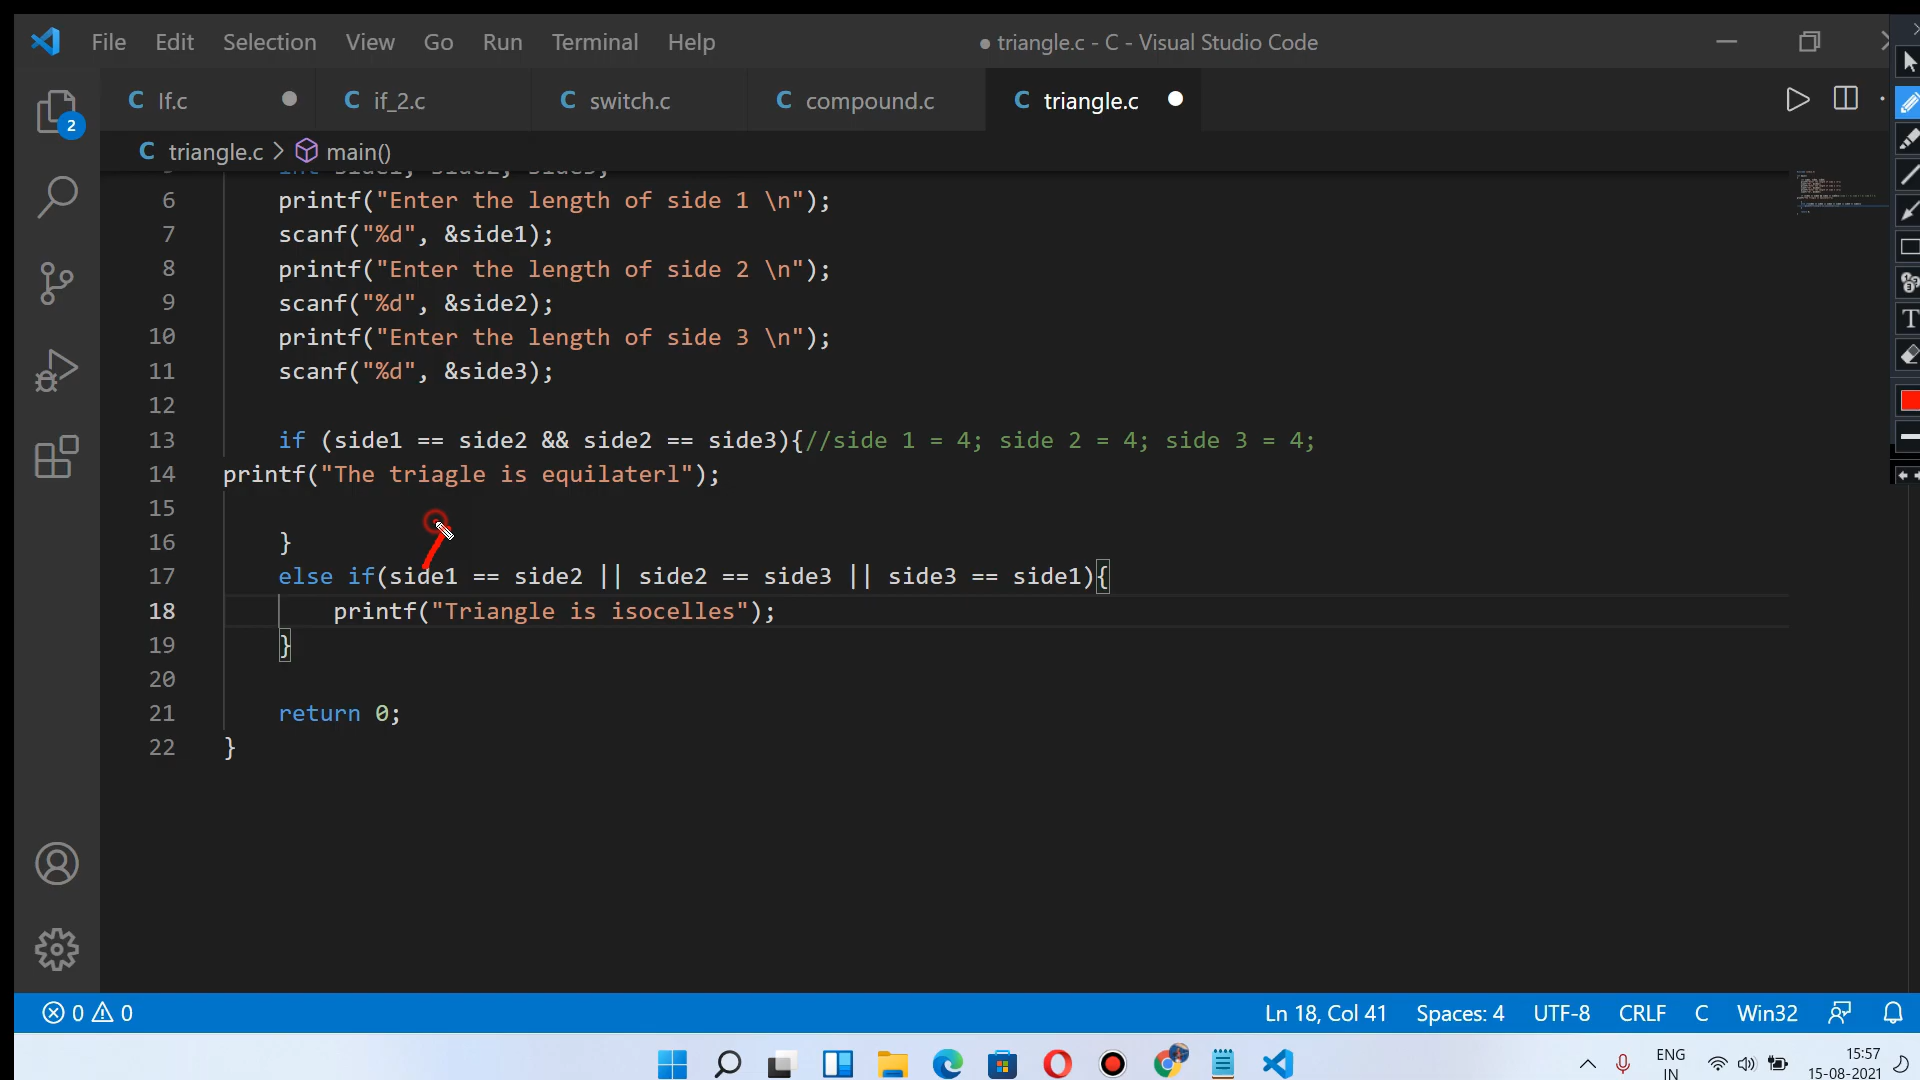 File Edit Selection View Go Run Terminal Help
● triangle.c - C - Visual Studio Code
C If.c
C if_2.c
C switch.c
C compound.c
C triangle.c
C triangle.c > main()
int side1, side2, side3;
6 printf("Enter the length of side 1 \n");
7 scanf("%d", &side1);
8 printf("Enter the length of side 2 \n");
9 scanf("%d", &side2);
10 printf("Enter the length of side 3 \n");
11 scanf("%d", &side3);
12
13 if (side1 == side2 && side2 == side3){//side 1 = 4; side 2 = 4; side 3 = 4;
14 printf("The triagle is equilaterl");
15
16 }
17 else if(side1 == side2 || side2 == side3 || side3 == side1){
18 printf("Triangle is isocelles");
19 }
20
21 return 0;
22 }
2
T
0 0
Ln 18, Col 41 Spaces: 4 UTF-8 CRLF C Win32
ENG
IN
15:57
15-08-2021